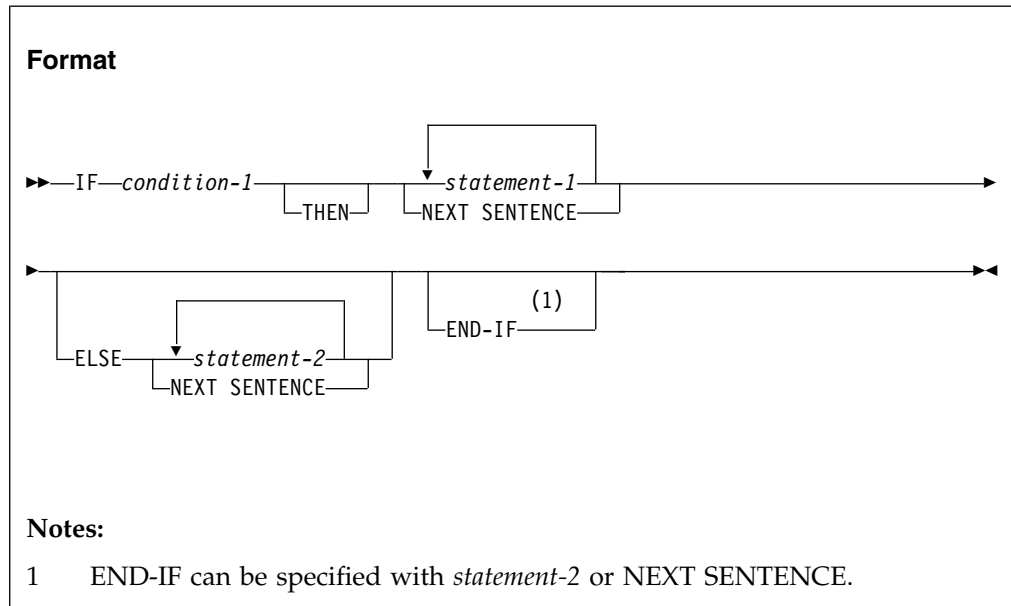 Format
IF condition-1 THEN statement-1
NEXT SENTENCE
ELSE statement-2
NEXT SENTENCE
END-IF (1)
Notes:
1 END-IF can be specified with statement-2 or NEXT SENTENCE.